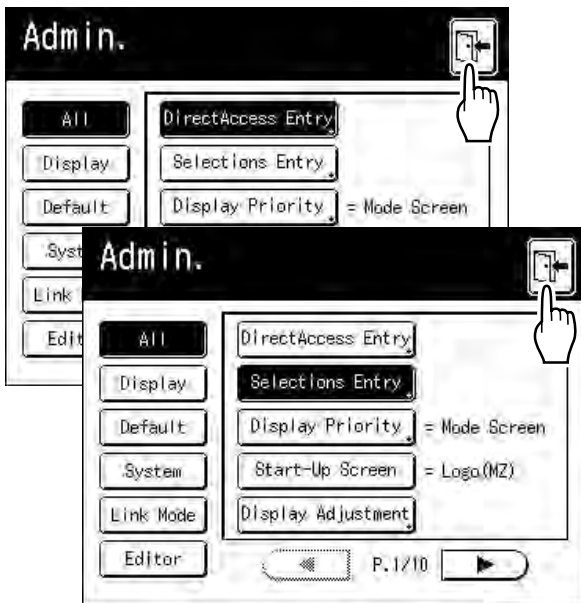 Admin.
All
DirectAccess Entry
Display
Selections Entry
Default
Display Priority = Mode Screen
Syst
Link
Edit
Admin.
All
DirectAccess Entry
Display
Selections Entry
Default
Display Priority = Mode Screen
System
Start-Up Screen = Logo(MZ)
Link Mode
Display Adjustment
Editor
P.1/10